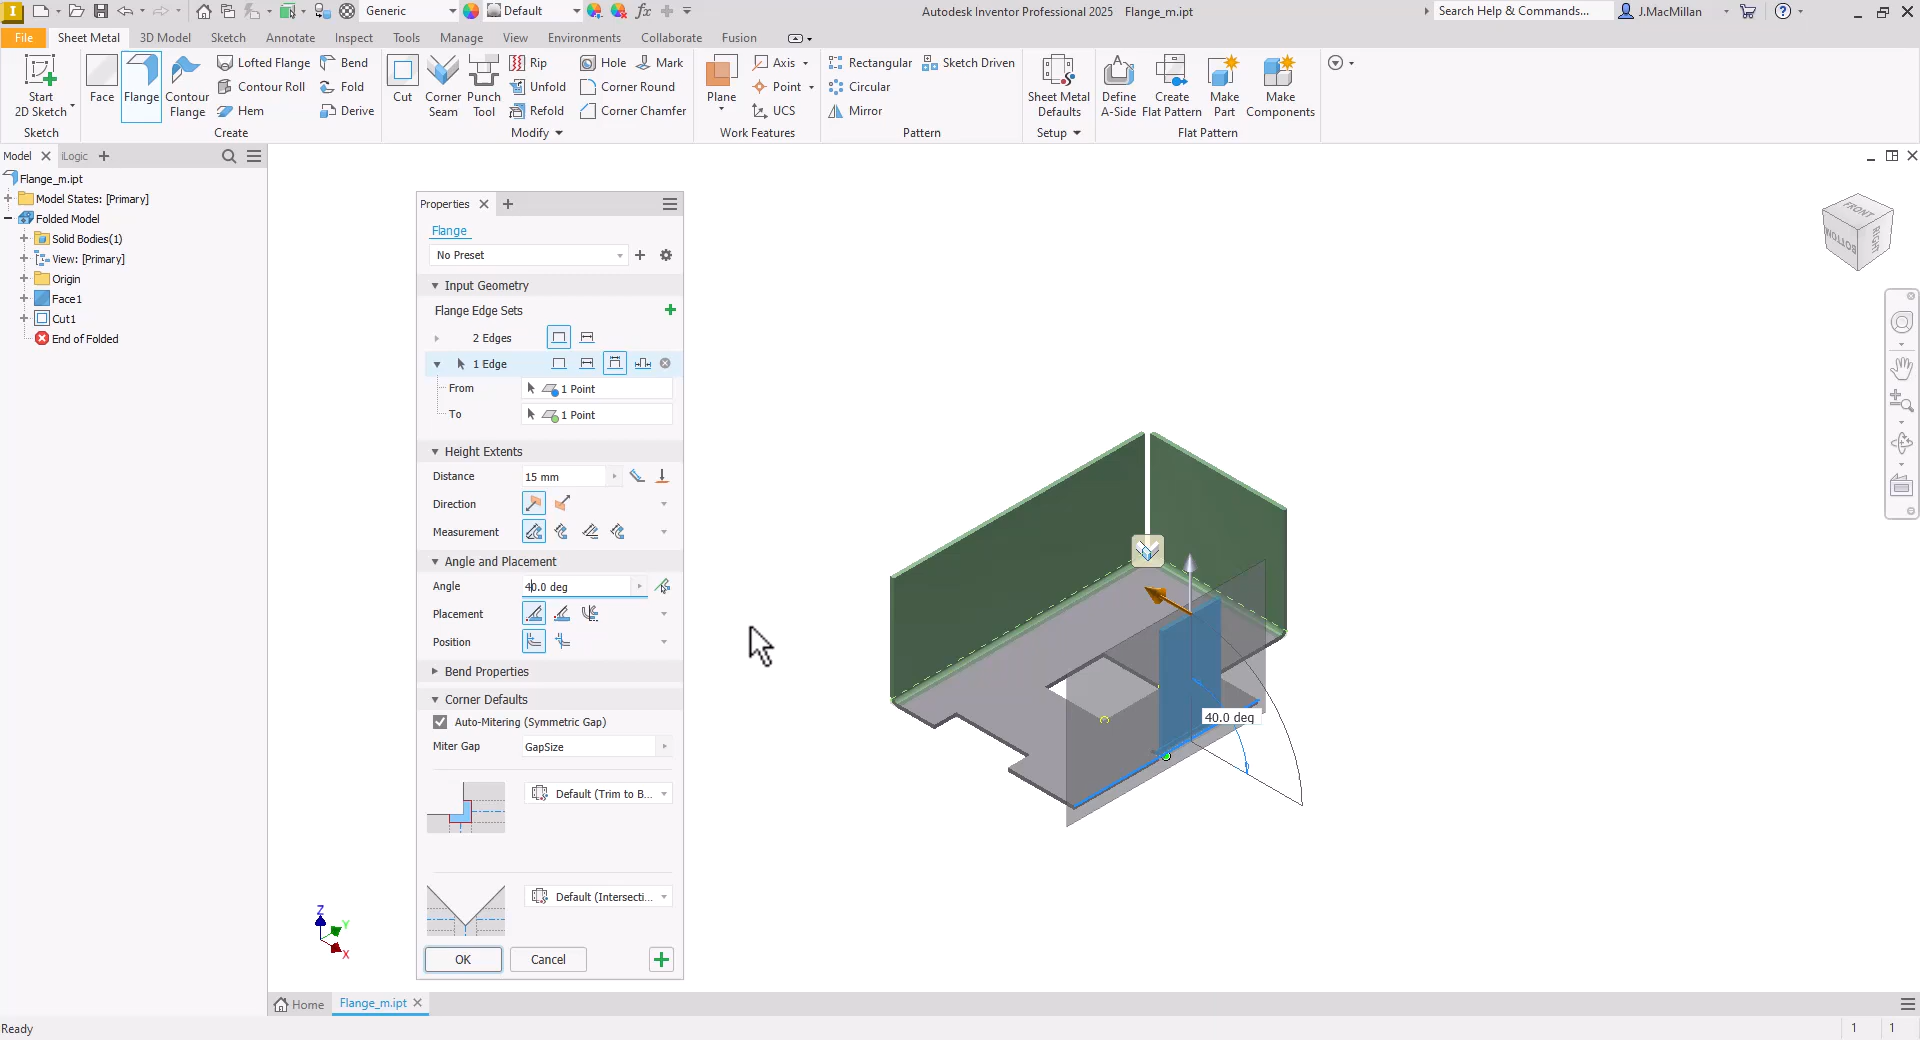 Generic
Default
fx
Autodesk Inventor Professional 2025 Flange_m.ipt
Search Help & Commands...
J.MacMillan
File
Sheet Metal
3D Model
Sketch
Annotate
Inspect
Tools
Manage
View
Environments
Collaborate
Fusion
Start
2D Sketch
Face
Flange
Contour
Flange
Lofted Flange
Contour Roll
Hem
Bend
Fold
Derive
Cut
Corner
Seam
Punch
Tool
Rip
Unfold
Refold
Hole
Mark
Corner Round
Corner Chamfer
Plane
Axis
Point
UCS
Rectangular
Circular
Mirror
Sketch Driven
Sheet Metal
Defaults
Define
A-Side
Create
Flat Pattern
Make
Part
Make
Components
Sketch
Create
Modify
Work Features
Pattern
Setup
Flat Pattern
Model
iLogic
Flange_m.ipt
Model States: [Primary]
Folded Model
Solid Bodies(1)
View: [Primary]
Origin
Face1
Cut1
End of Folded
Properties
Flange
No Preset
Input Geometry
Flange Edge Sets
2 Edges
1 Edge
From
1 Point
To
1 Point
Height Extents
Distance
15 mm
Direction
Measurement
Angle and Placement
Angle
40.0 deg
Placement
Position
Bend Properties
Corner Defaults
Auto-Mitering (Symmetric Gap)
Miter Gap
GapSize
Default (Trim to B...
Default (Intersecti...
OK
Cancel
40.0 deg
FRONT
BOTTOM
RIGHT
Z
Y
X
Home
Flange_m.ipt
Ready
1
1